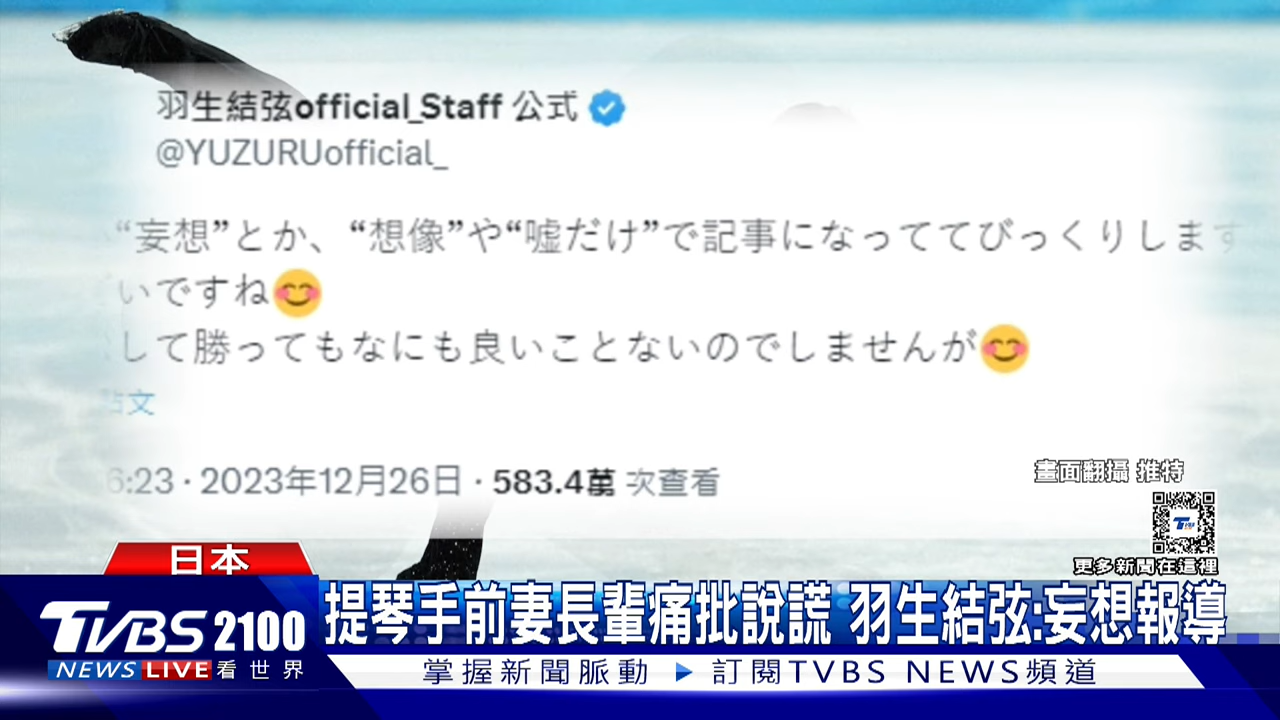 羽生結弦official_Staff 公式
@YUZURUofficial_
“妄想”とか、“想像”や“嘘だけ”で記事になっててびっくりします
いですね😊
して勝ってもなにも良いことないのでしませんが😊
文
6:23 · 2023年12月26日 · 583.4萬 次查看
畫面翻攝 推特
更多新聞在這裡
日本
TVBS 2100
NEWS LIVE 看世界
提琴手前妻長輩痛批說謊 羽生結弦:妄想報導
掌握新聞脈動 ▶ 訂閱TVBS NEWS頻道